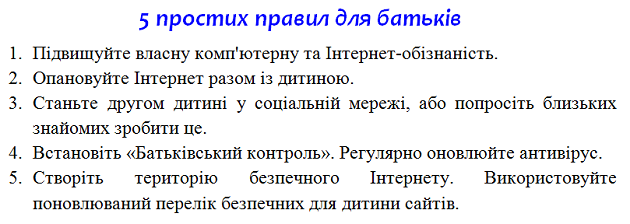 5 простих правил для батьків
1. Підвищуйте власну комп'ютерну та Інтернет-обізнаність.
2. Опановуйте Інтернет разом із дитиною.
3. Станьте другом дитині у соціальній мережі, або попросіть близьких
знайомих зробити це.
4. Встановіть «Батьківський контроль». Регулярно оновлюйте антивірус.
5. Створіть територію безпечного Інтернету. Використовуйте
поновлюваний перелік безпечних для дитини сайтів.